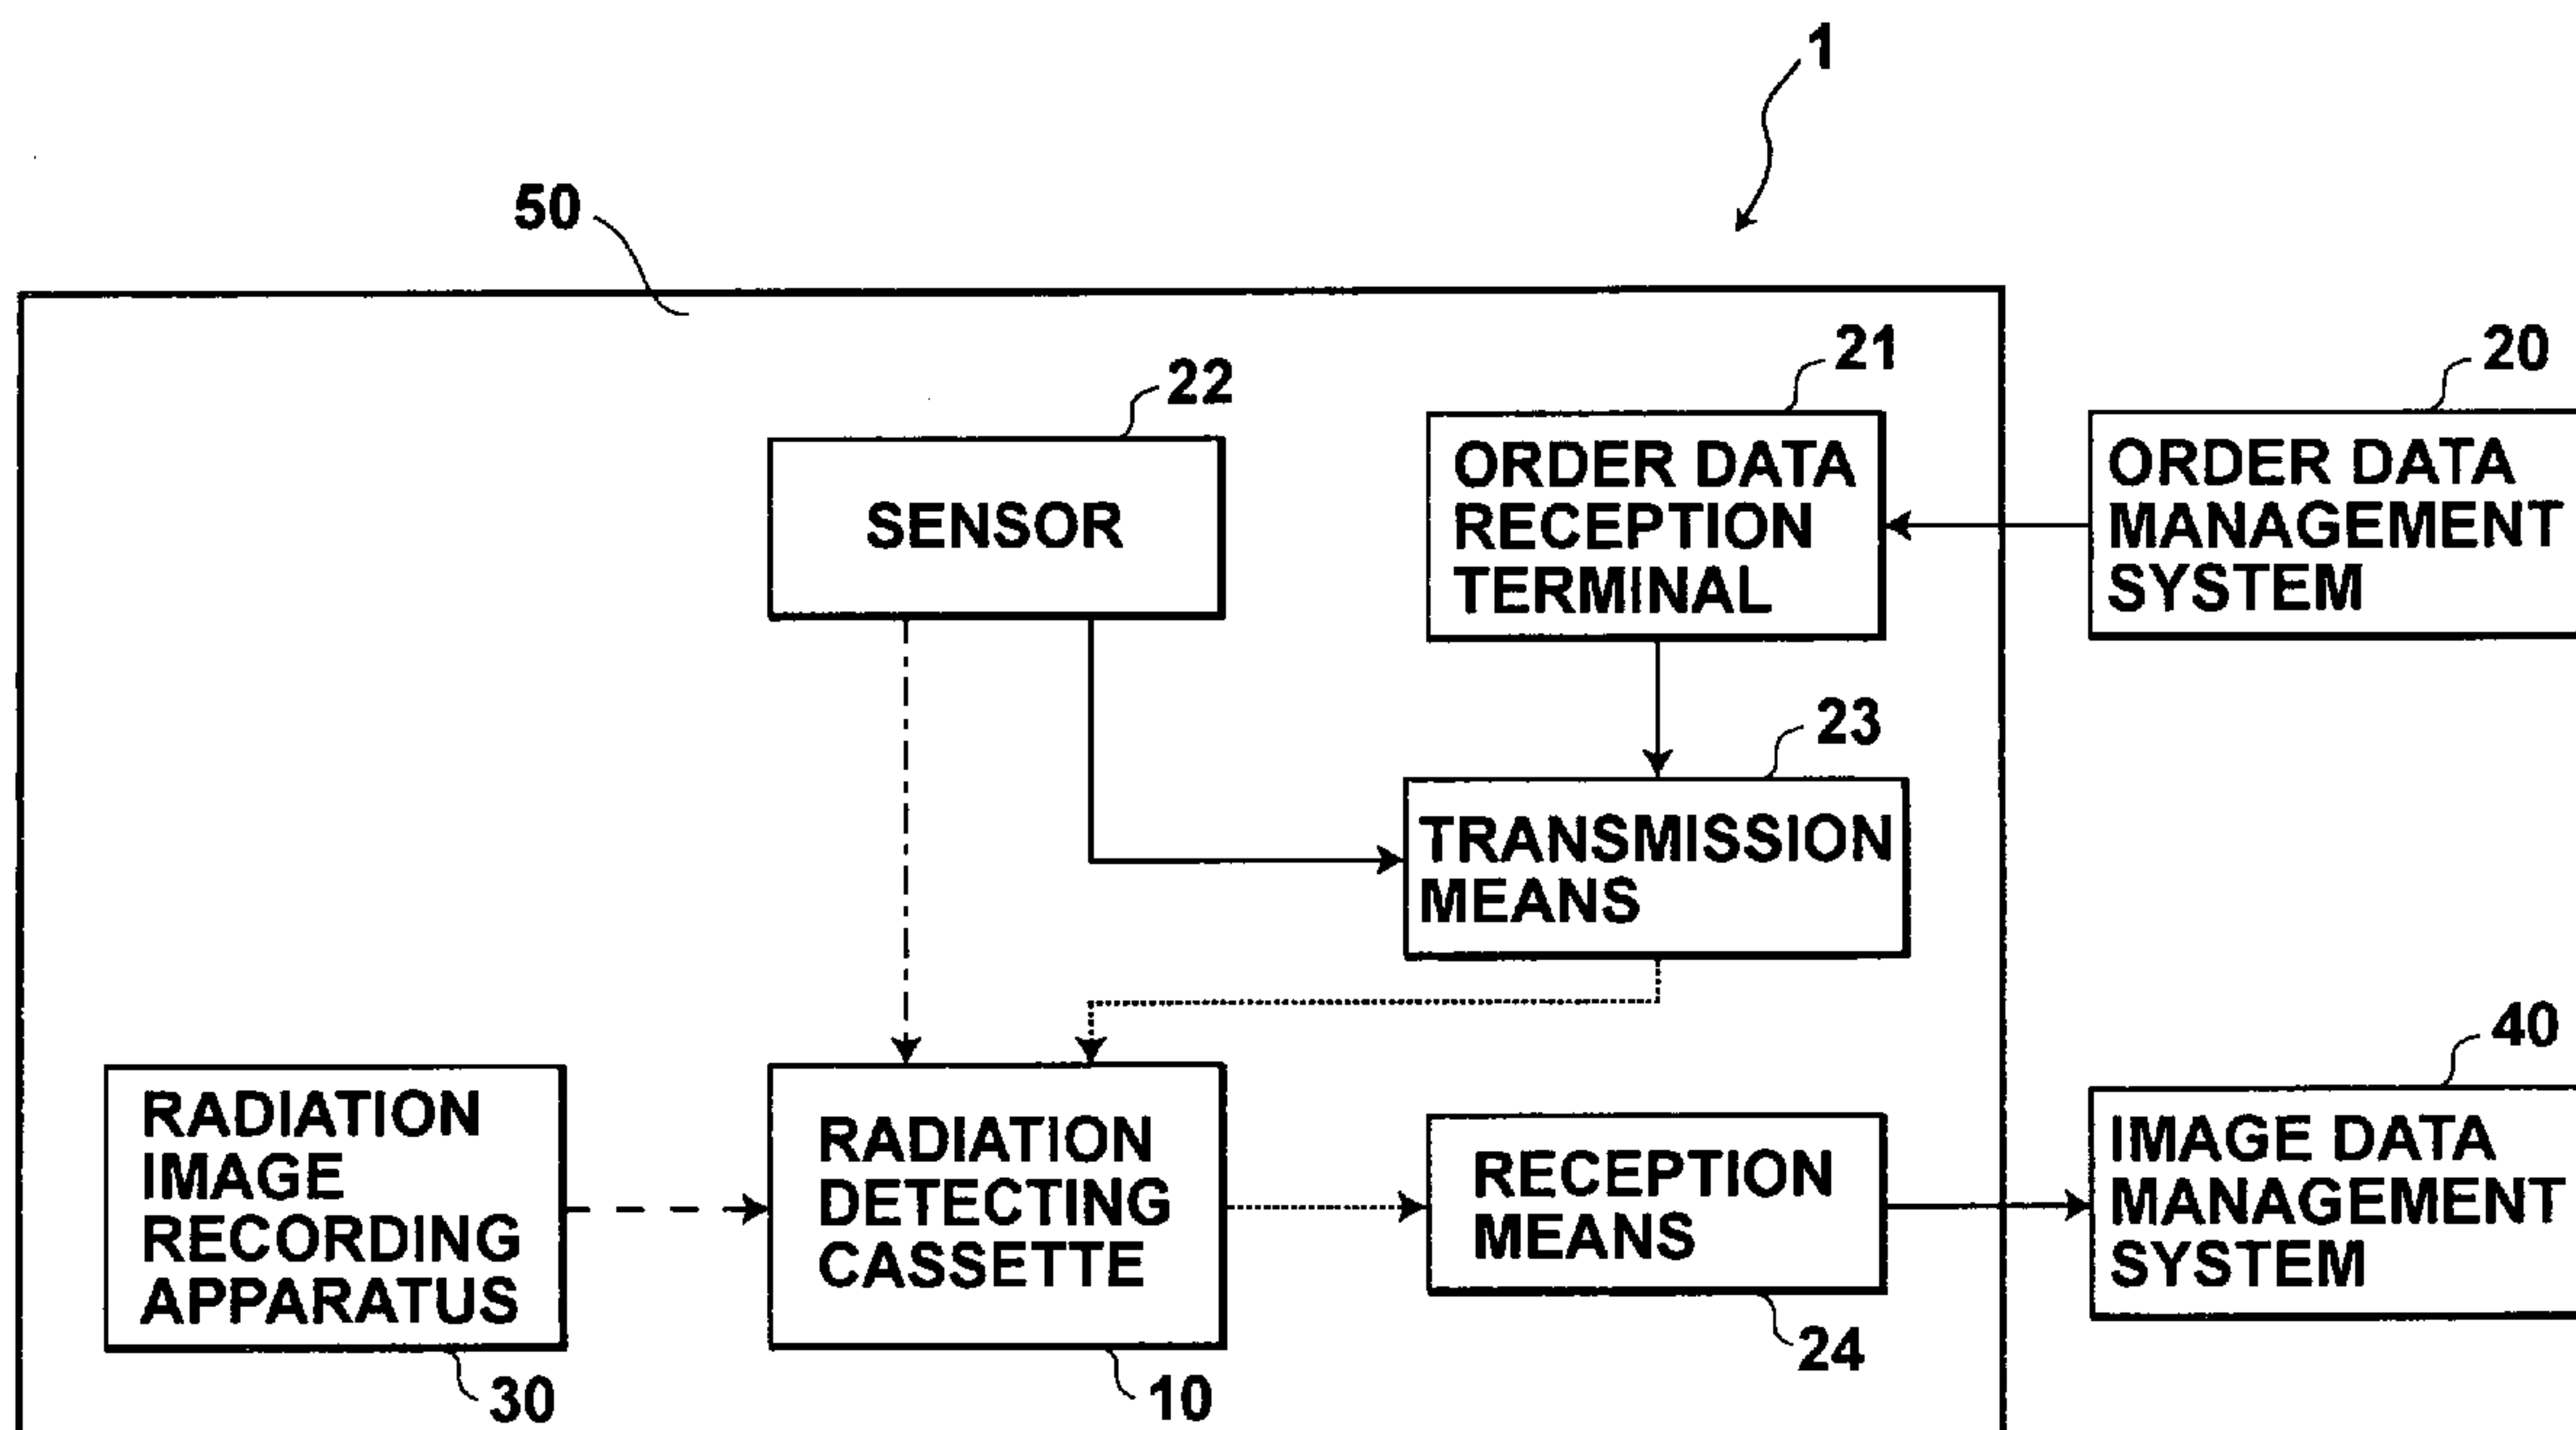 1
50
22
21
20
SENSOR
ORDER DATA
RECEPTION
TERMINAL
ORDER DATA
MANAGEMENT
SYSTEM
23
TRANSMISSION
MEANS
40
RADIATION
IMAGE
RECORDING
APPARATUS
RADIATION
DETECTING
CASSETTE
RECEPTION
MEANS
IMAGE DATA
MANAGEMENT
SYSTEM
30
10
24